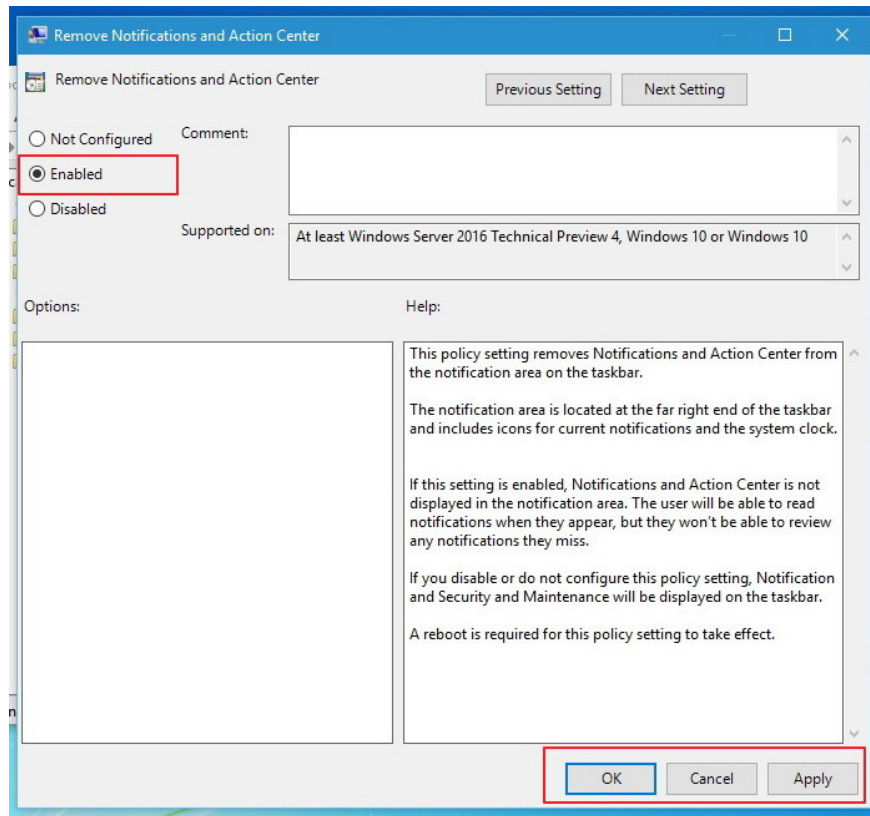 Remove Notifications and Action Center
Remove Notifications and Action Center
Previous Setting
Next Setting
Not Configured
Comment:
Enabled
Disabled
Supported on:
At least Windows Server 2016 Technical Preview 4, Windows 10 or Windows 10
Options:
Help:
This policy setting removes Notifications and Action Center from
the notification area on the taskbar.
The notification area is located at the far right end of the taskbar
and includes icons for current notifications and the system clock.
If this setting is enabled, Notifications and Action Center is not
displayed in the notification area. The user will be able to read
notifications when they appear, but they won't be able to review
any notifications they miss.
If you disable or do not configure this policy setting, Notification
and Security and Maintenance will be displayed on the taskbar.
A reboot is required for this policy setting to take effect.
OK
Cancel
Apply